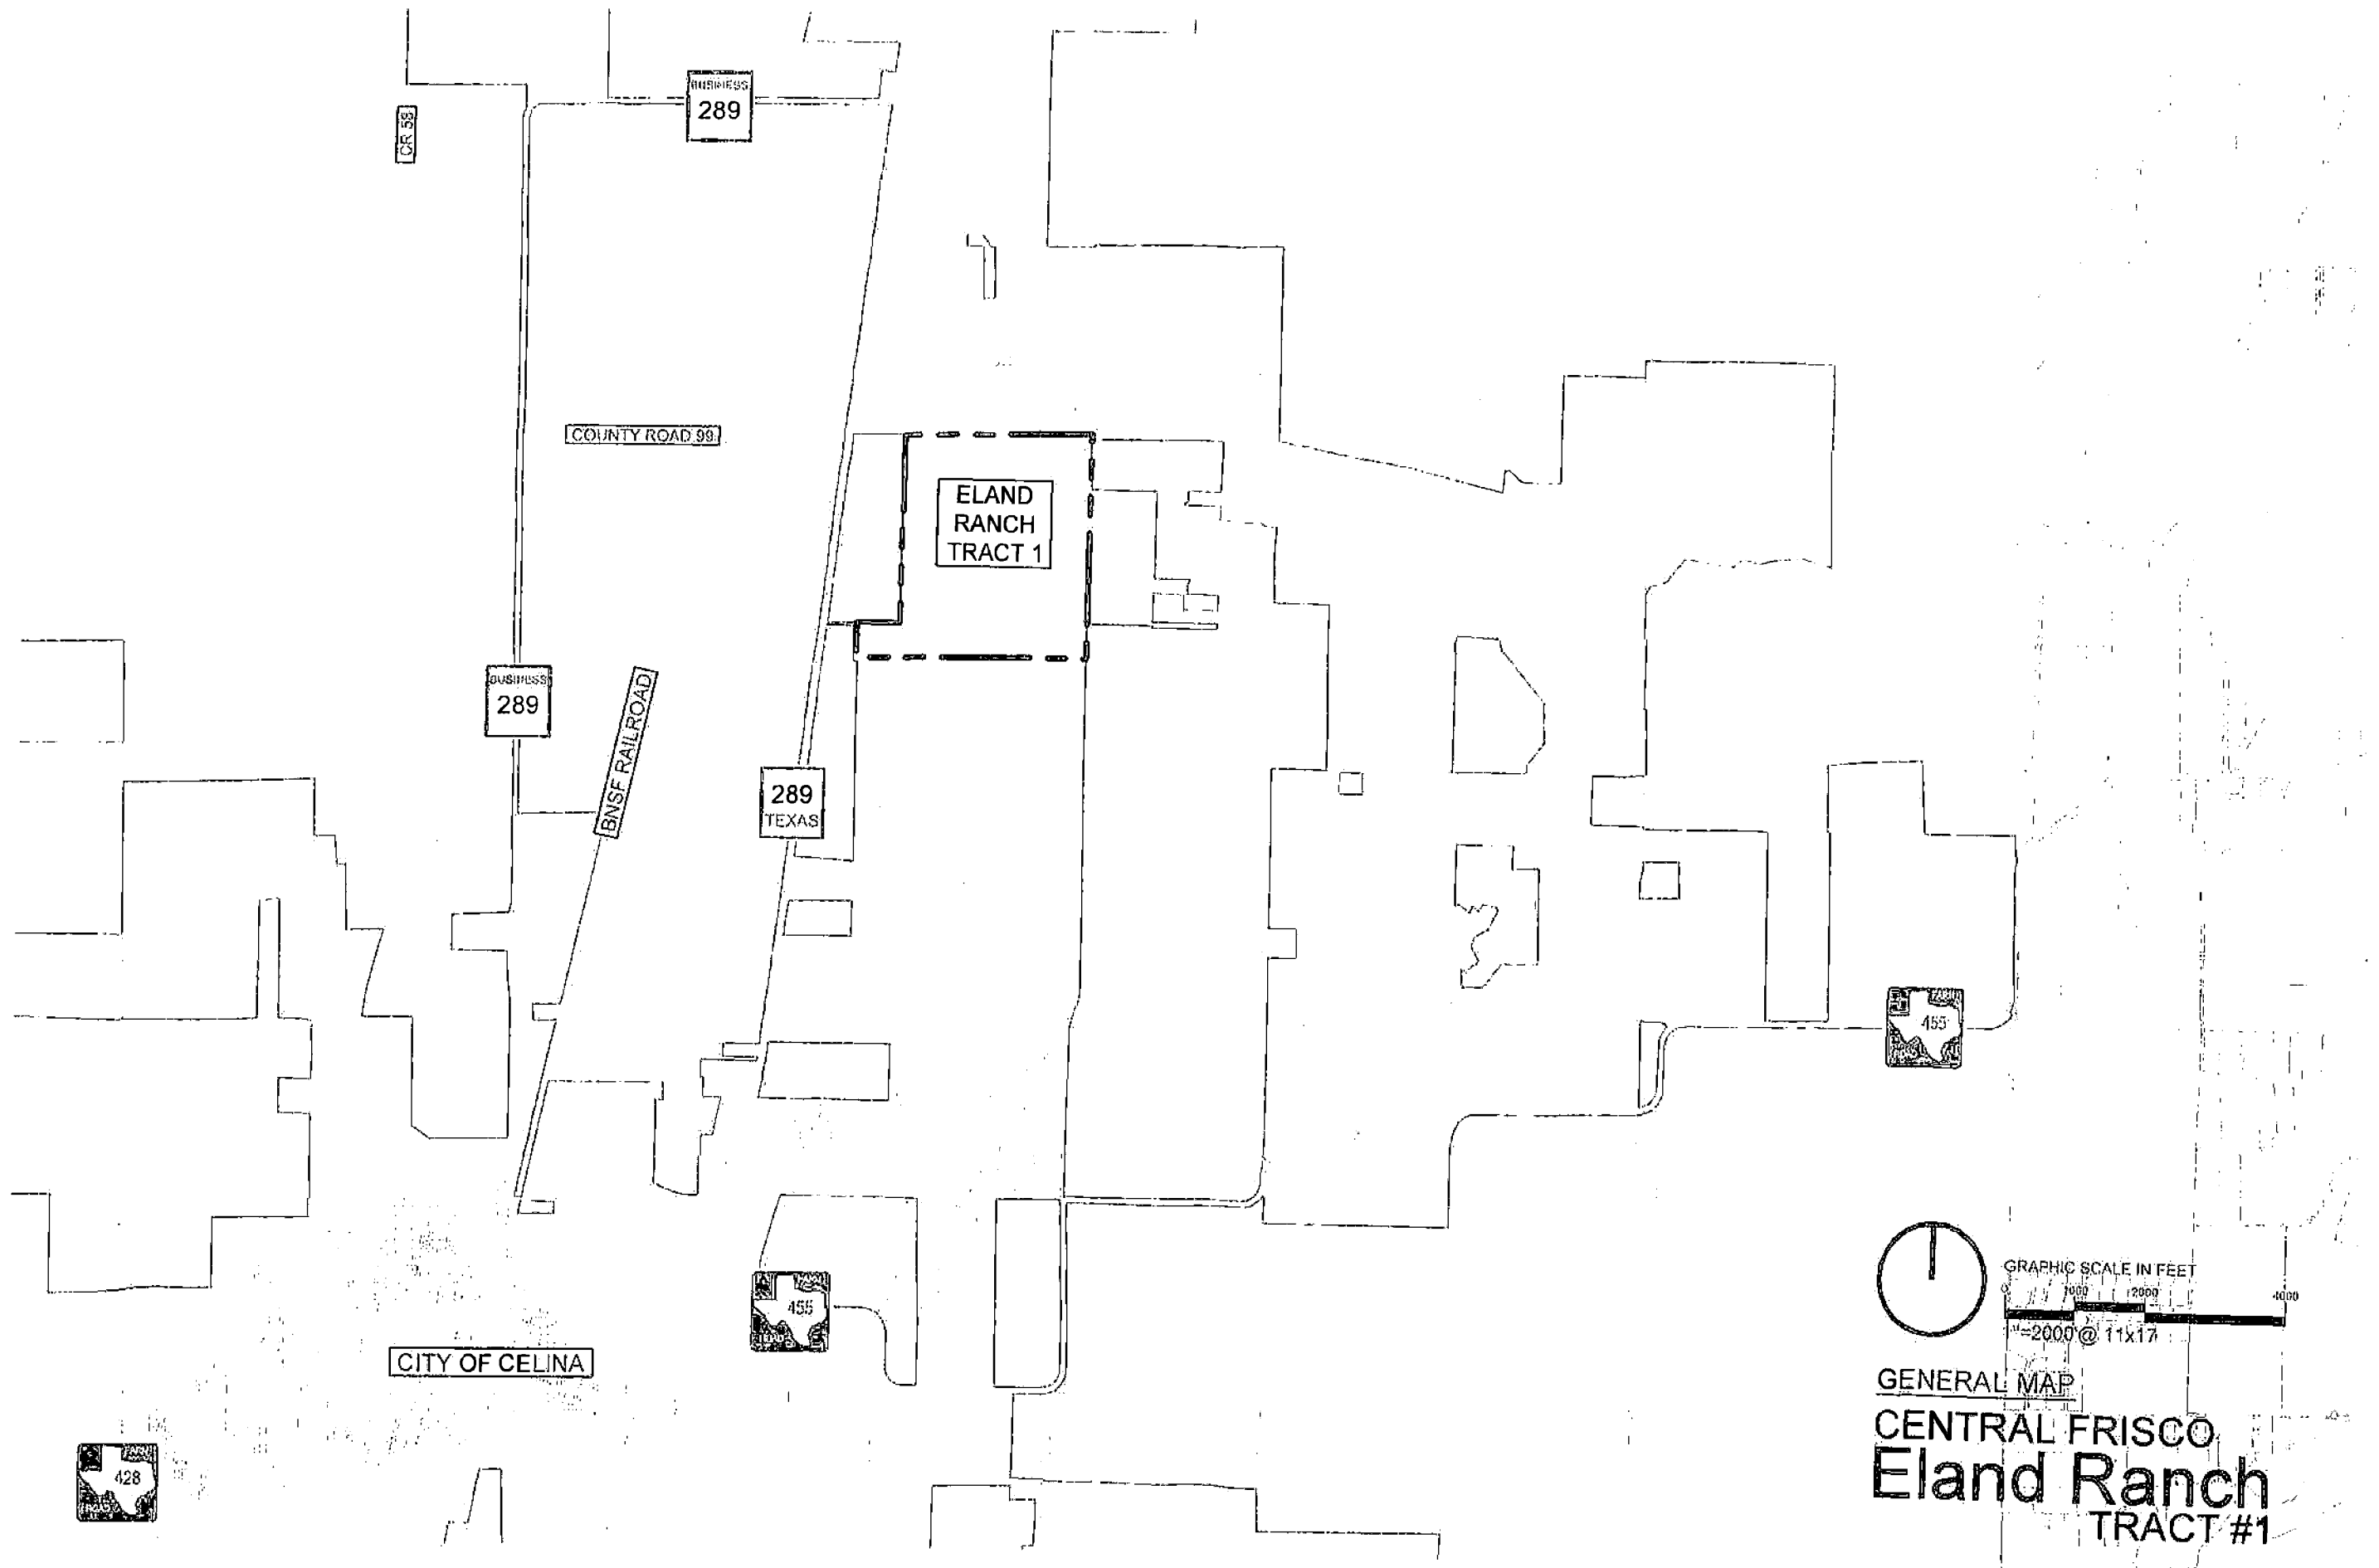 BUSINESS
289
CR 58
COUNTY ROAD 99
ELAND
RANCH
TRACT 1
BUSINESS
289
BNSF RAILROAD
289
TEXAS
455
455
CITY OF CELINA
428
GRAPHIC SCALE IN FEET
0 1000 2000 4000
"=2000'@ 11x17
GENERAL MAP
CENTRAL FRISCO
Eland Ranch
TRACT #1